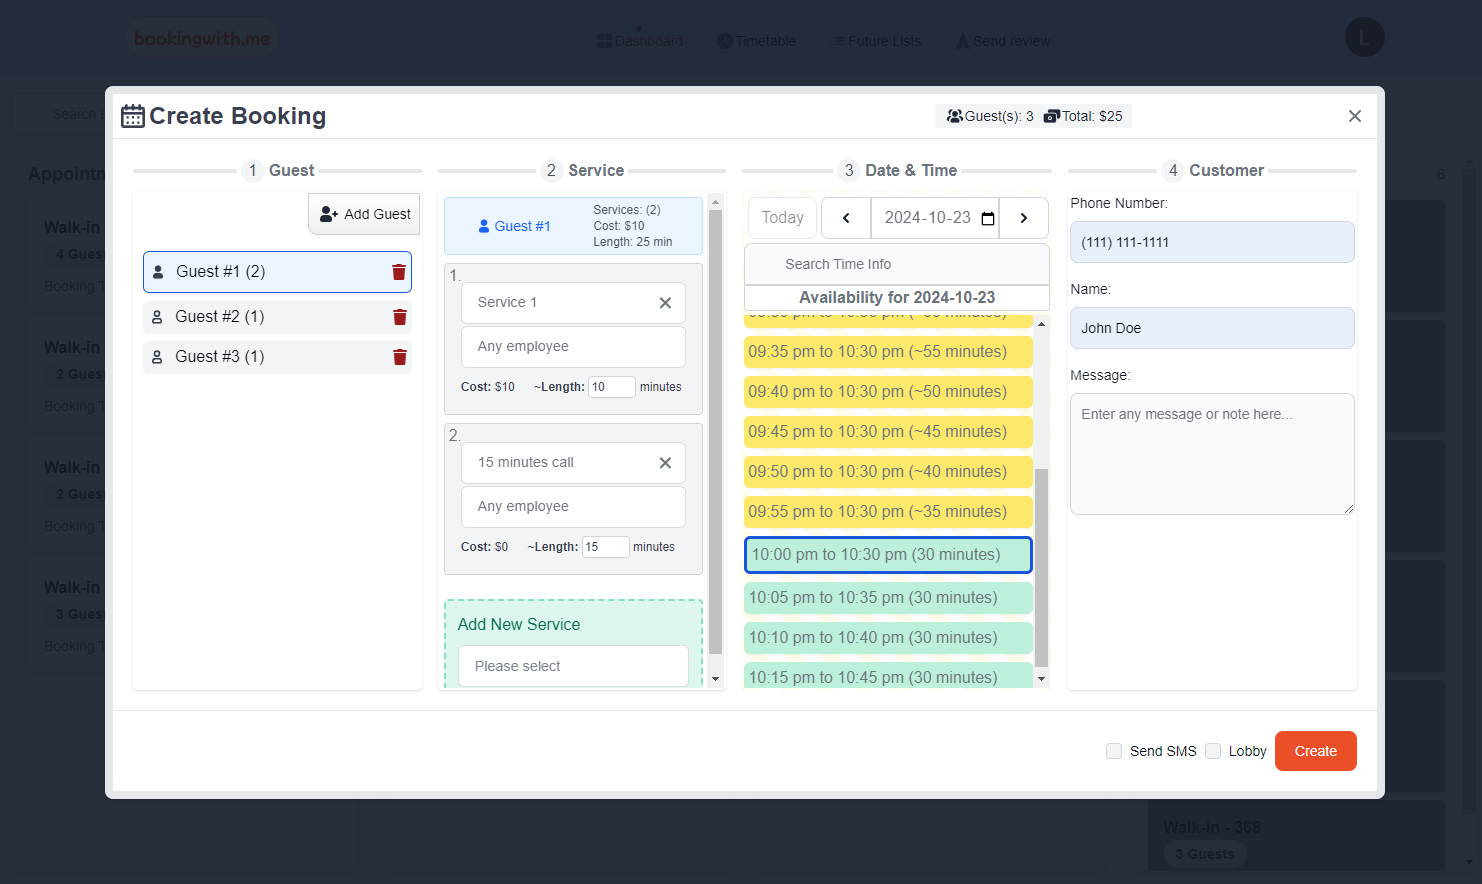 bookingwith.me
Dashboard
Timetable
Future Lists
Send review
L
Search
Appointm
6
Walk-in
4 Guest
Booking T
Walk-in
2 Guest
Booking T
Walk-in
2 Guest
Booking T
Walk-in
3 Guest
Booking T
Walk-in - 368
3 Guests
Create Booking
Guest(s): 3 Total: $25
1 Guest
Add Guest
Guest #1 (2)
Guest #2 (1)
Guest #3 (1)
2 Service
Guest #1
Services: (2)
Cost: $10
Length: 25 min
1.
Service 1
Any employee
Cost: $10 ~Length: 10 minutes
2.
15 minutes call
Any employee
Cost: $0 ~Length: 15 minutes
Add New Service
Please select
3 Date & Time
Today
2024-10-23
Search Time Info
Availability for 2024-10-23
09:35 pm to 10:30 pm (~55 minutes)
09:40 pm to 10:30 pm (~50 minutes)
09:45 pm to 10:30 pm (~45 minutes)
09:50 pm to 10:30 pm (~40 minutes)
09:55 pm to 10:30 pm (~35 minutes)
10:00 pm to 10:30 pm (30 minutes)
10:05 pm to 10:35 pm (30 minutes)
10:10 pm to 10:40 pm (30 minutes)
10:15 pm to 10:45 pm (30 minutes)
4 Customer
Phone Number:
(111) 111-1111
Name:
John Doe
Message:
Enter any message or note here...
Send SMS
Lobby
Create